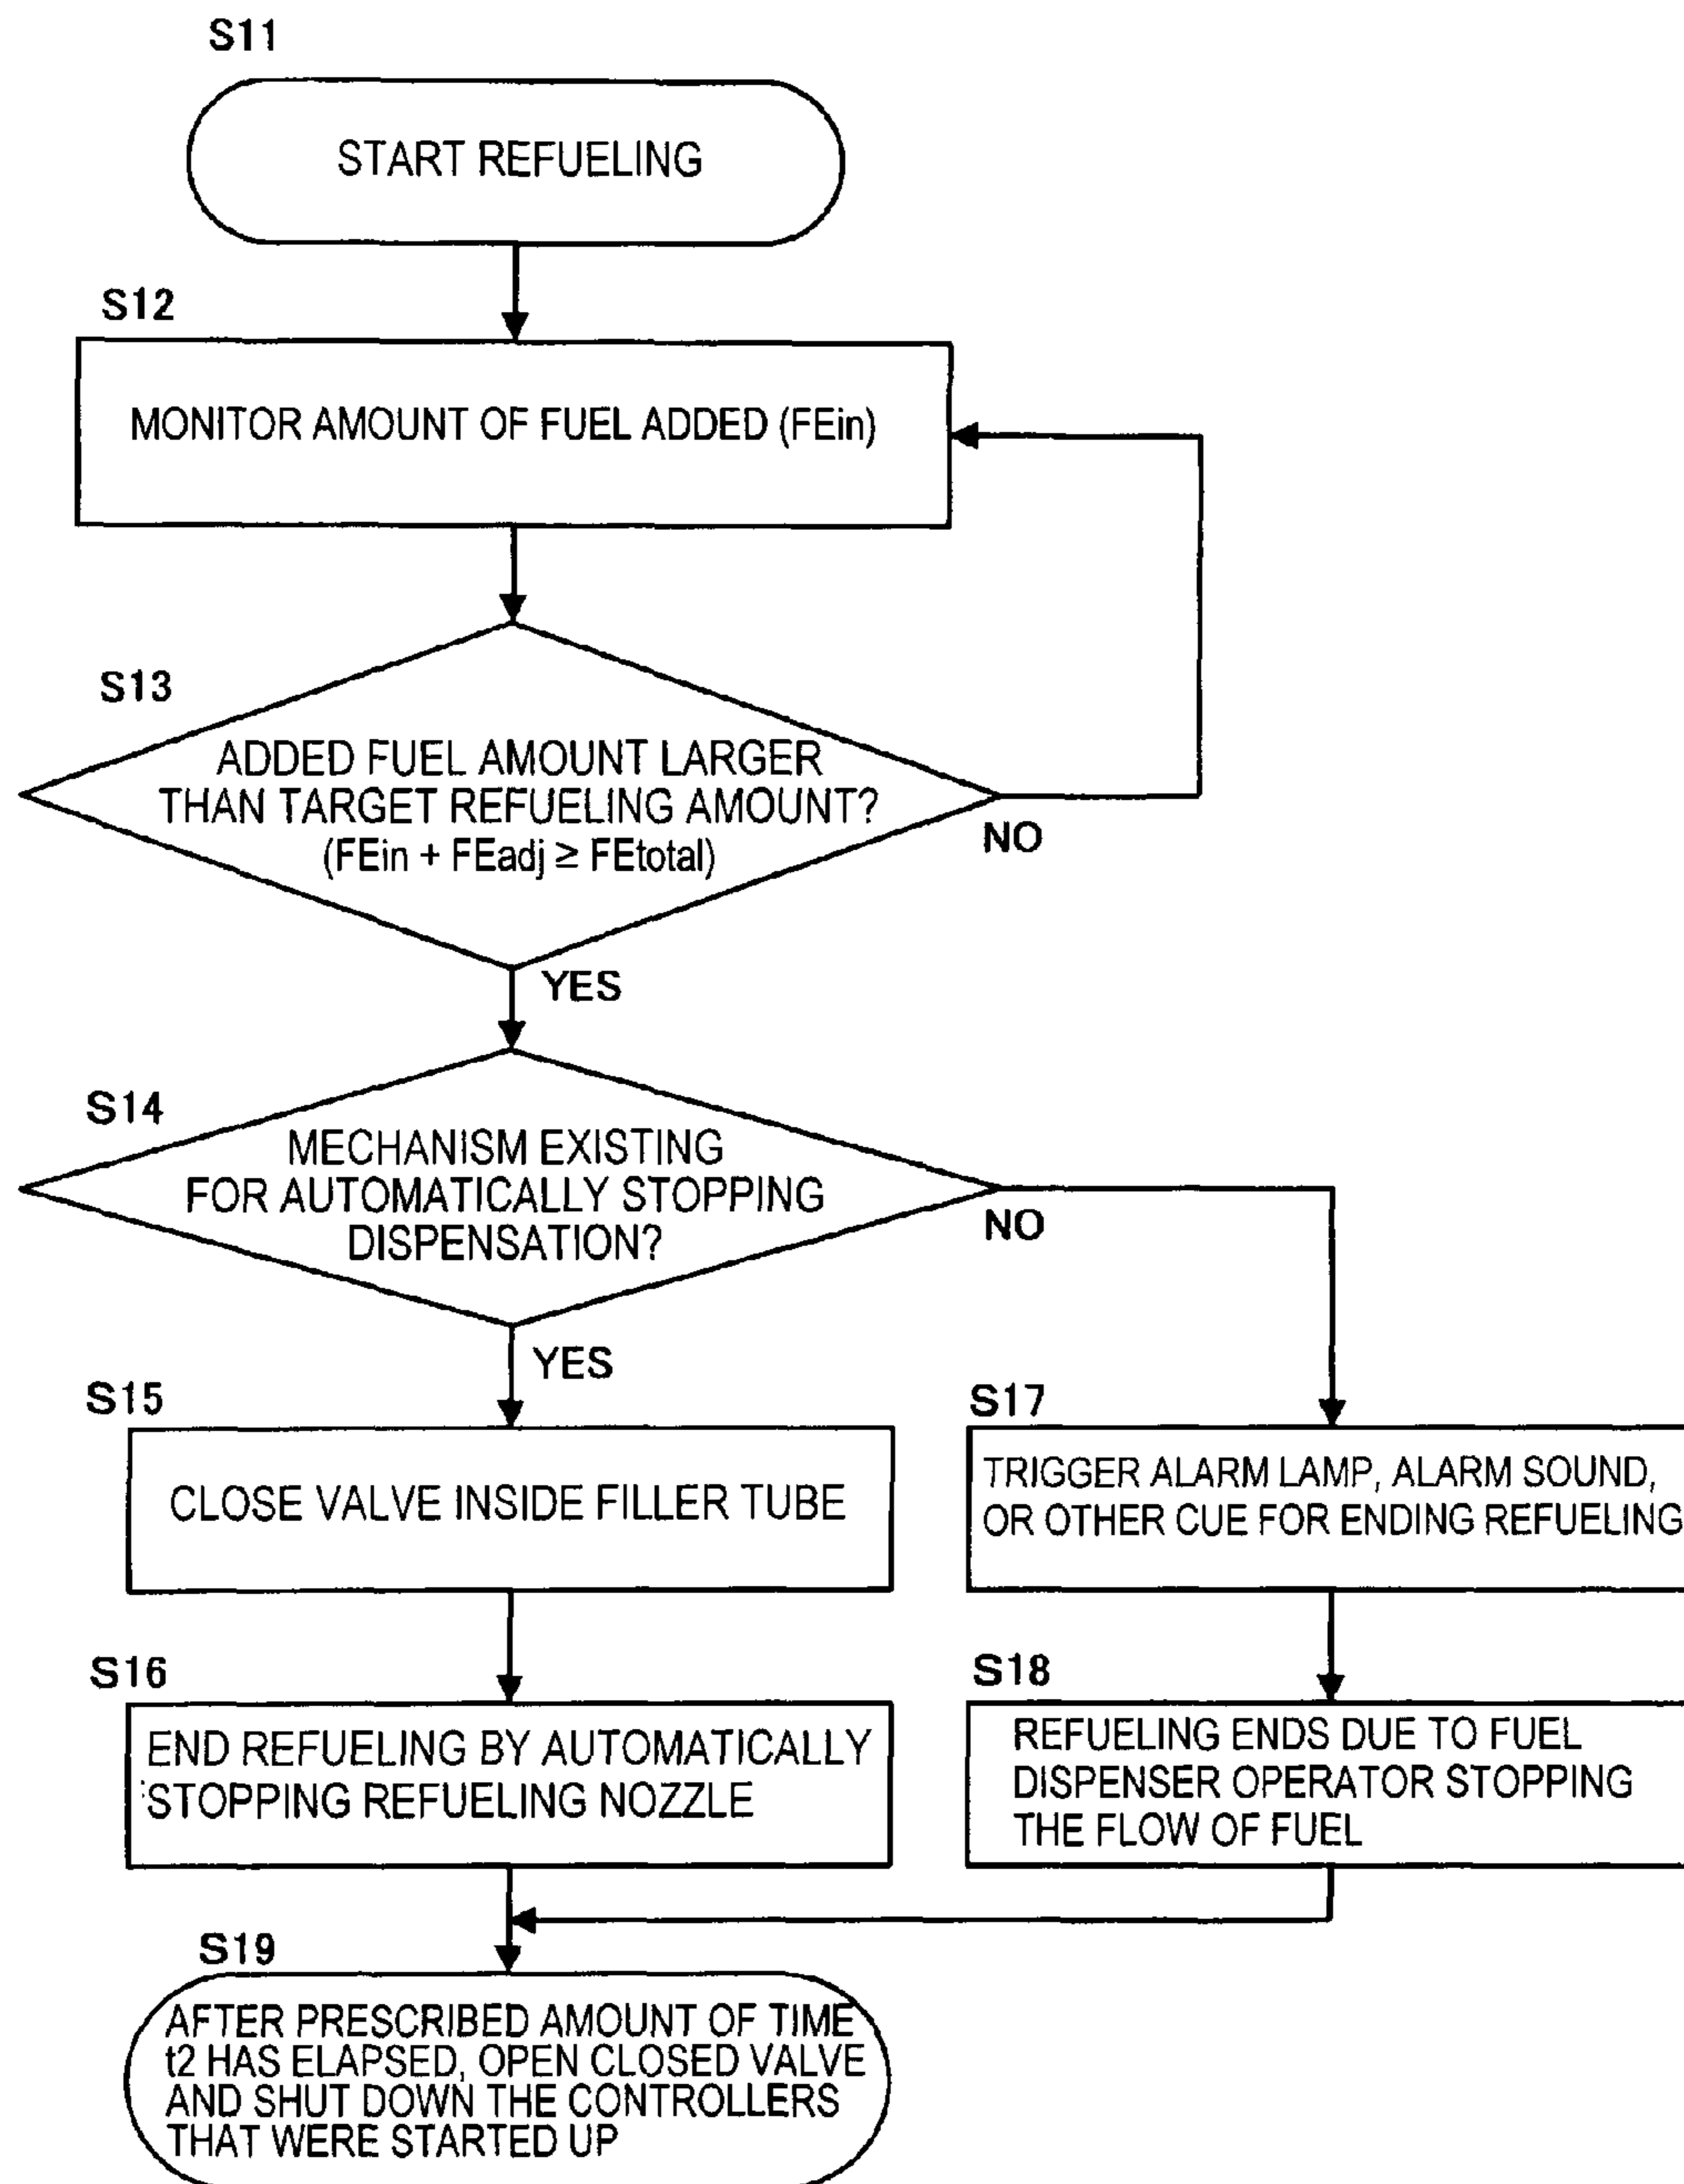 S11
START REFUELING
S12
MONITOR AMOUNT OF FUEL ADDED (FEin)
S13
ADDED FUEL AMOUNT LARGER
THAN TARGET REFUELING AMOUNT?
(FEin + FEadj ≥ FEtotal)
NO
YES
S14
MECHANISM EXISTING
FOR AUTOMATICALLY STOPPING
DISPENSATION?
NO
YES
S15
CLOSE VALVE INSIDE FILLER TUBE
S17
TRIGGER ALARM LAMP, ALARM SOUND,
OR OTHER CUE FOR ENDING REFUELING
S16
END REFUELING BY AUTOMATICALLY
STOPPING REFUELING NOZZLE
S18
REFUELING ENDS DUE TO FUEL
DISPENSER OPERATOR STOPPING
THE FLOW OF FUEL
S19
AFTER PRESCRIBED AMOUNT OF TIME
t2 HAS ELAPSED, OPEN CLOSED VALVE
AND SHUT DOWN THE CONTROLLERS
THAT WERE STARTED UP